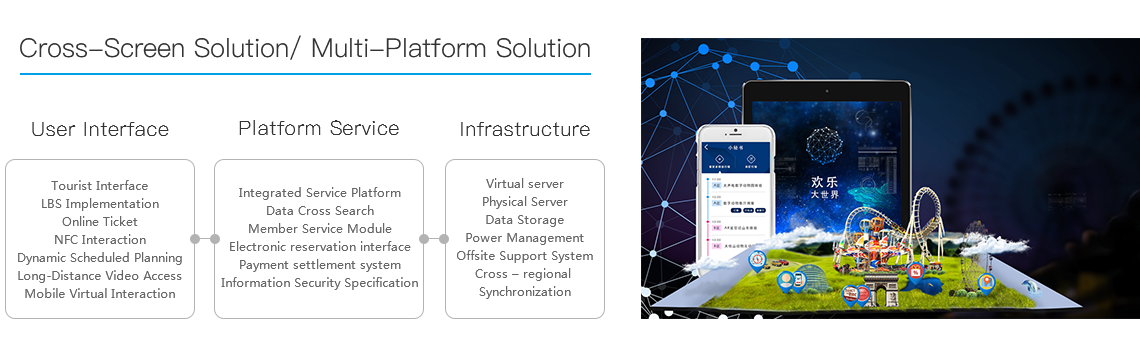 Cross-Screen Solution/ Multi-Platform Solution
User Interface
Tourist Interface
LBS Implementation
Online Ticket
NFC Interaction
Dynamic Scheduled Planning
Long-Distance Video Access
Mobile Virtual Interaction
Platform Service
Integrated Service Platform
Data Cross Search
Member Service Module
Electronic reservation interface
Payment settlement system
Information Security Specification
Infrastructure
Virtual server
Physical Server
Data Storage
Power Management
Offsite Support System
Cross – regional
Synchronization
小秘书
欢乐
大世界